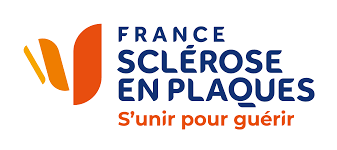 FRANCE
SCLÉROSE
EN PLAQUES
S'unir pour guérir